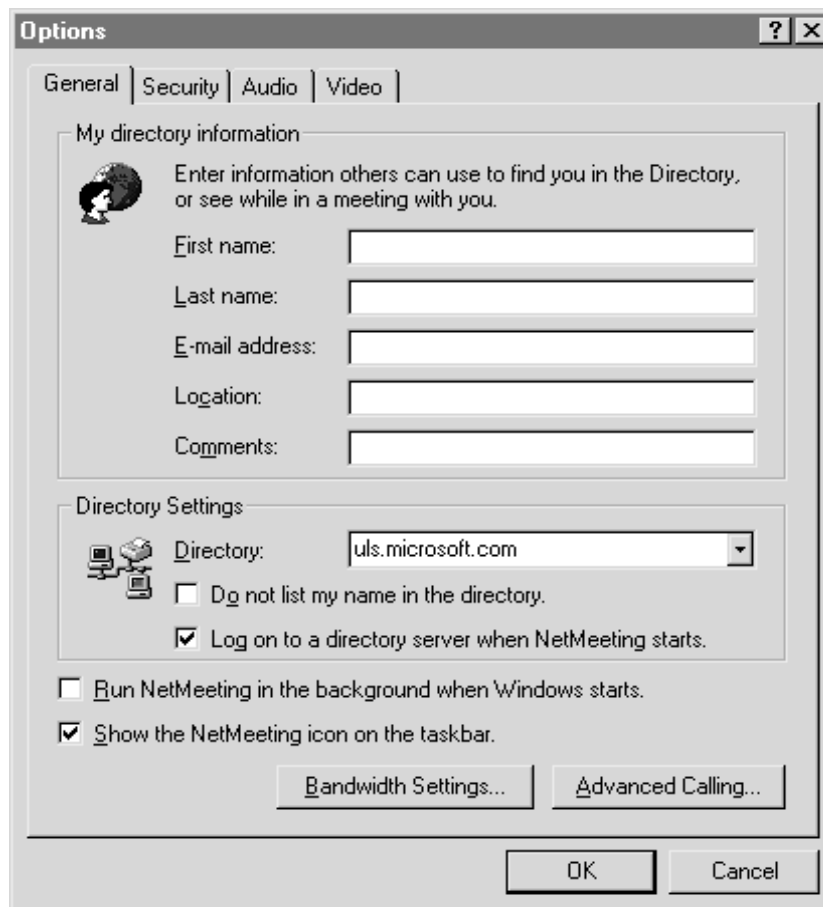 Options
General Security Audio Video
My directory information
Enter information others can use to find you in the Directory,
or see while in a meeting with you.
First name:
Last name:
E-mail address:
Location:
Comments:
Directory Settings
Directory: uls.microsoft.com
Do not list my name in the directory.
Log on to a directory server when NetMeeting starts.
Run NetMeeting in the background when Windows starts.
Show the NetMeeting icon on the taskbar.
Bandwidth Settings... Advanced Calling...
OK Cancel